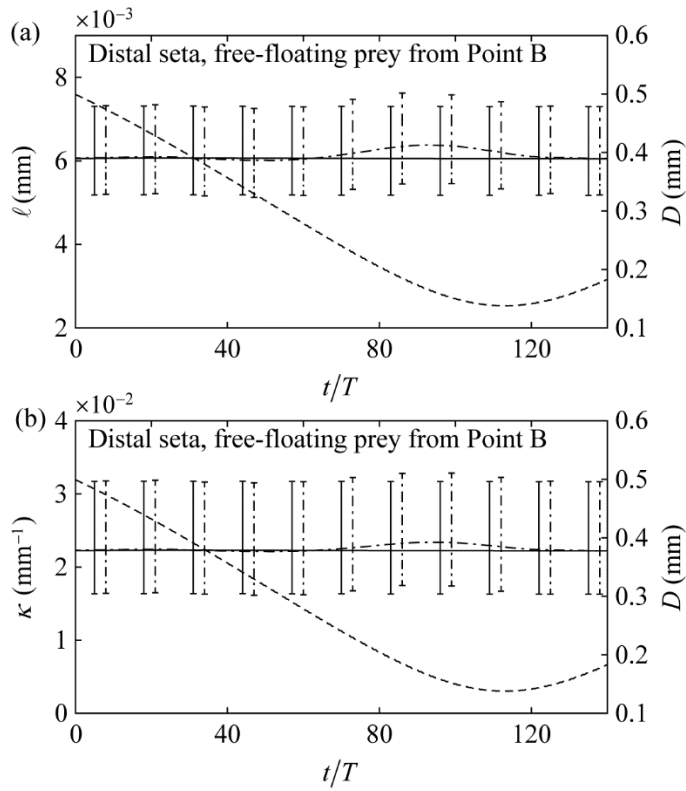 (a)
×10⁻³
Distal seta, free-floating prey from Point B
8
6
4
2
ℓ (mm)
0.6
0.5
0.4
0.3
0.2
0.1
D (mm)
0 40 80 120
t/T
(b)
×10⁻²
Distal seta, free-floating prey from Point B
4
3
2
1
0
κ (mm⁻¹)
0.6
0.5
0.4
0.3
0.2
0.1
D (mm)
0 40 80 120
t/T